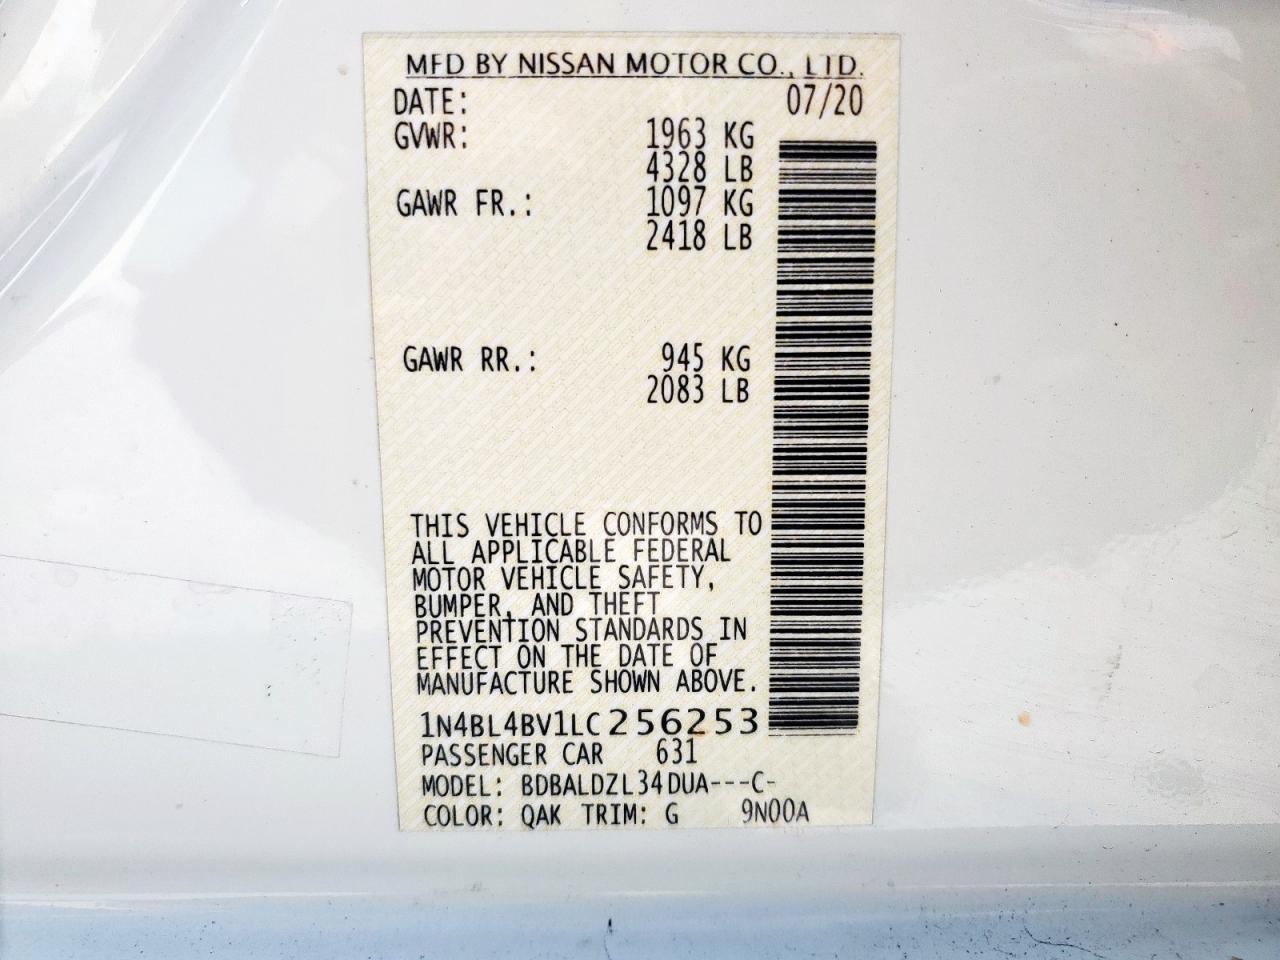 MFD BY NISSAN MOTOR CO., LTD.
DATE: 07/20
GVWR: 1963 KG
4328 LB
GAWR FR.: 1097 KG
2418 LB
GAWR RR.: 945 KG
2083 LB
THIS VEHICLE CONFORMS TO
ALL APPLICABLE FEDERAL
MOTOR VEHICLE SAFETY,
BUMPER, AND THEFT
PREVENTION STANDARDS IN
EFFECT ON THE DATE OF
MANUFACTURE SHOWN ABOVE.
1N4BL4BV1LC256253
PASSENGER CAR 631
MODEL: BDBALDZL34DUA---C-
COLOR: QAK TRIM: G 9N00A